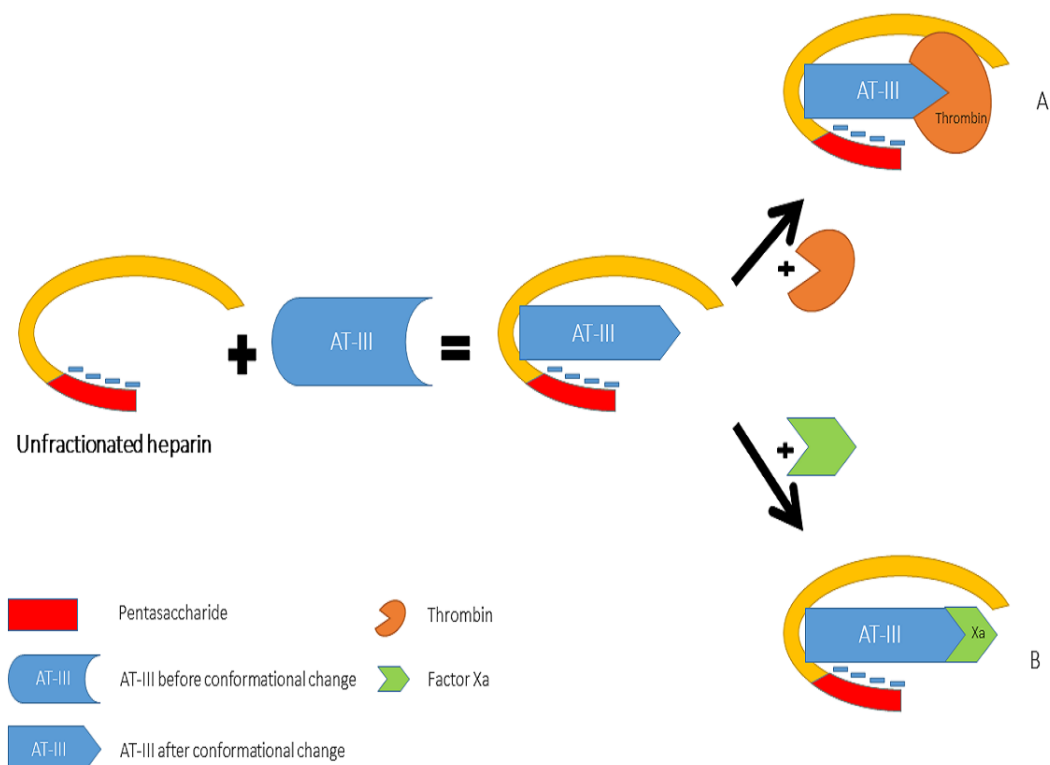 AT-III
Thrombin
A
+
+
AT-III
=
AT-III
Unfractionated heparin
+
AT-III
Xa
B
Pentasaccharide
Thrombin
AT-III
AT-III before conformational change
Factor Xa
AT-III
AT-III after conformational change